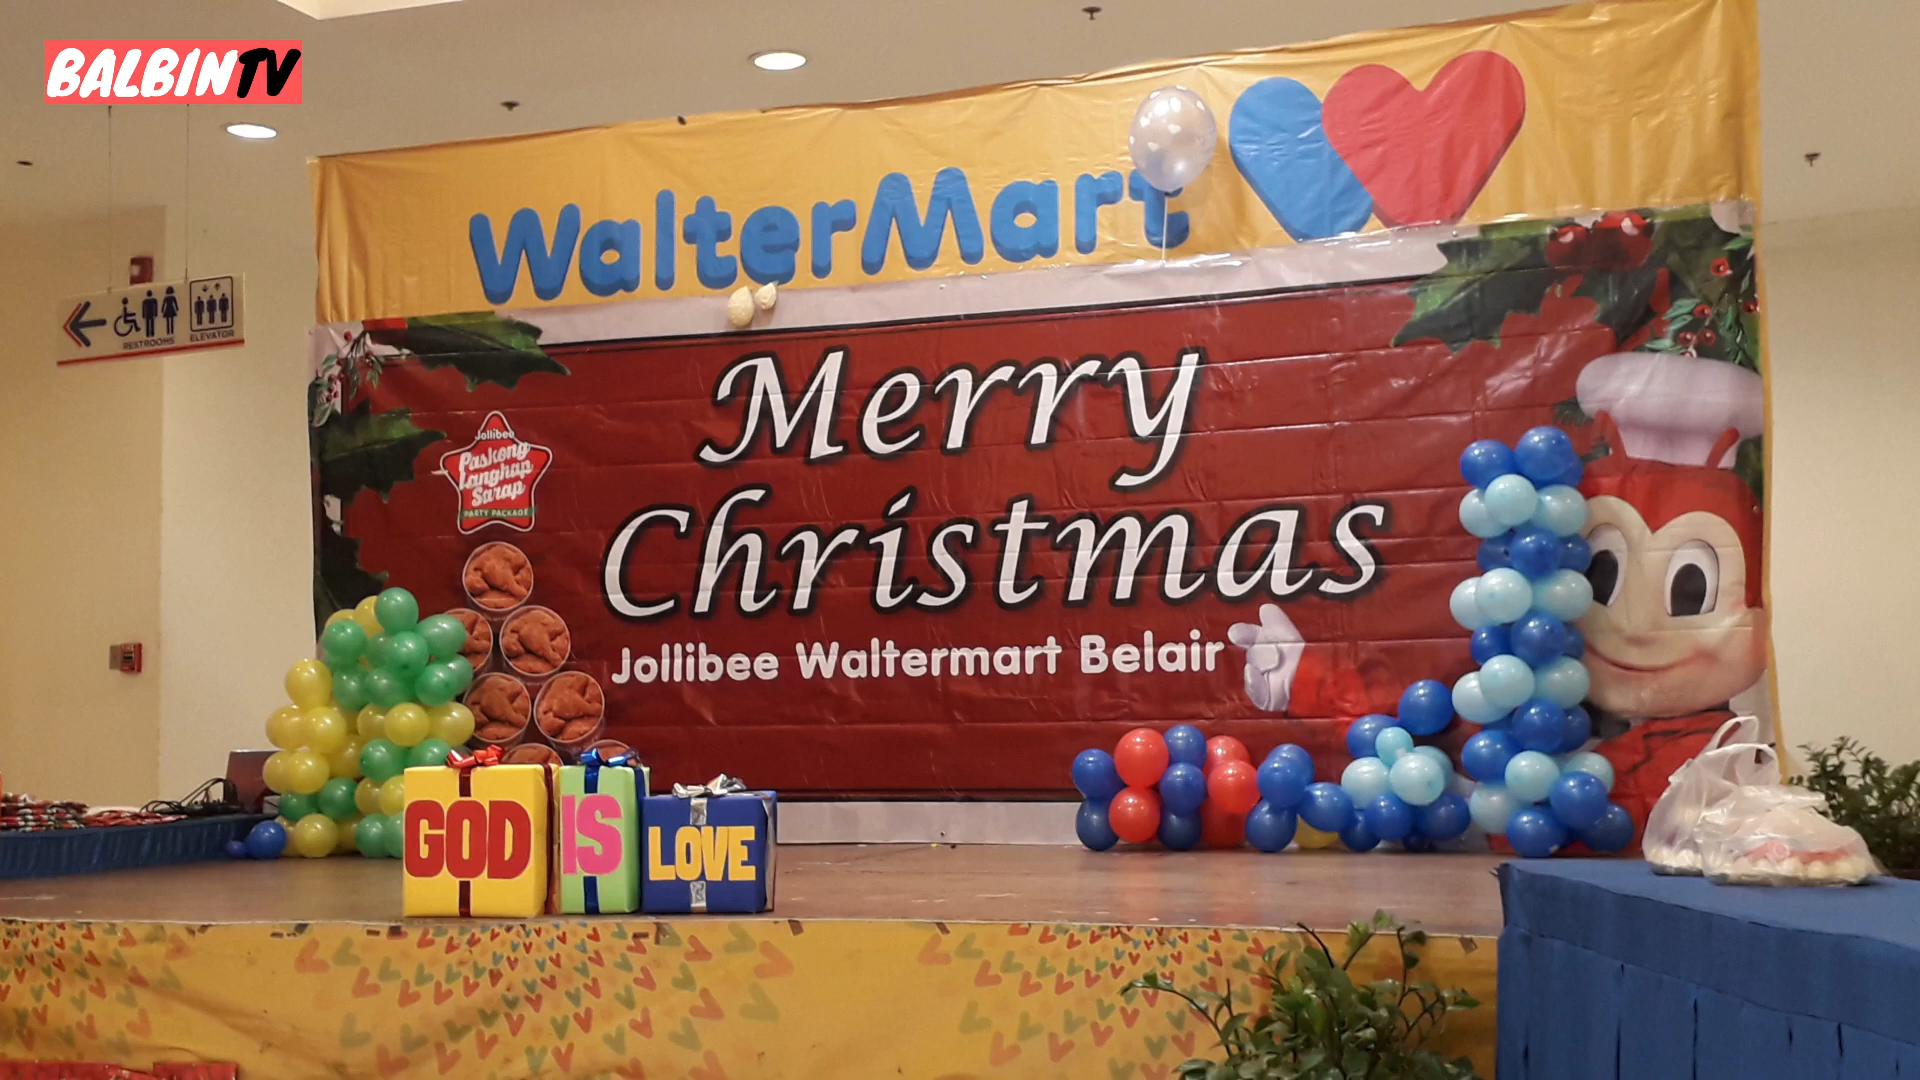 BALBINTV
WalterMart
RESTROOMS
ELEVATOR
Merry
Christmas
Jollibee
Paskong
Langhap
Sarap
PARTY PACKAGE
Jollibee Waltermart Belair
GOD IS LOVE